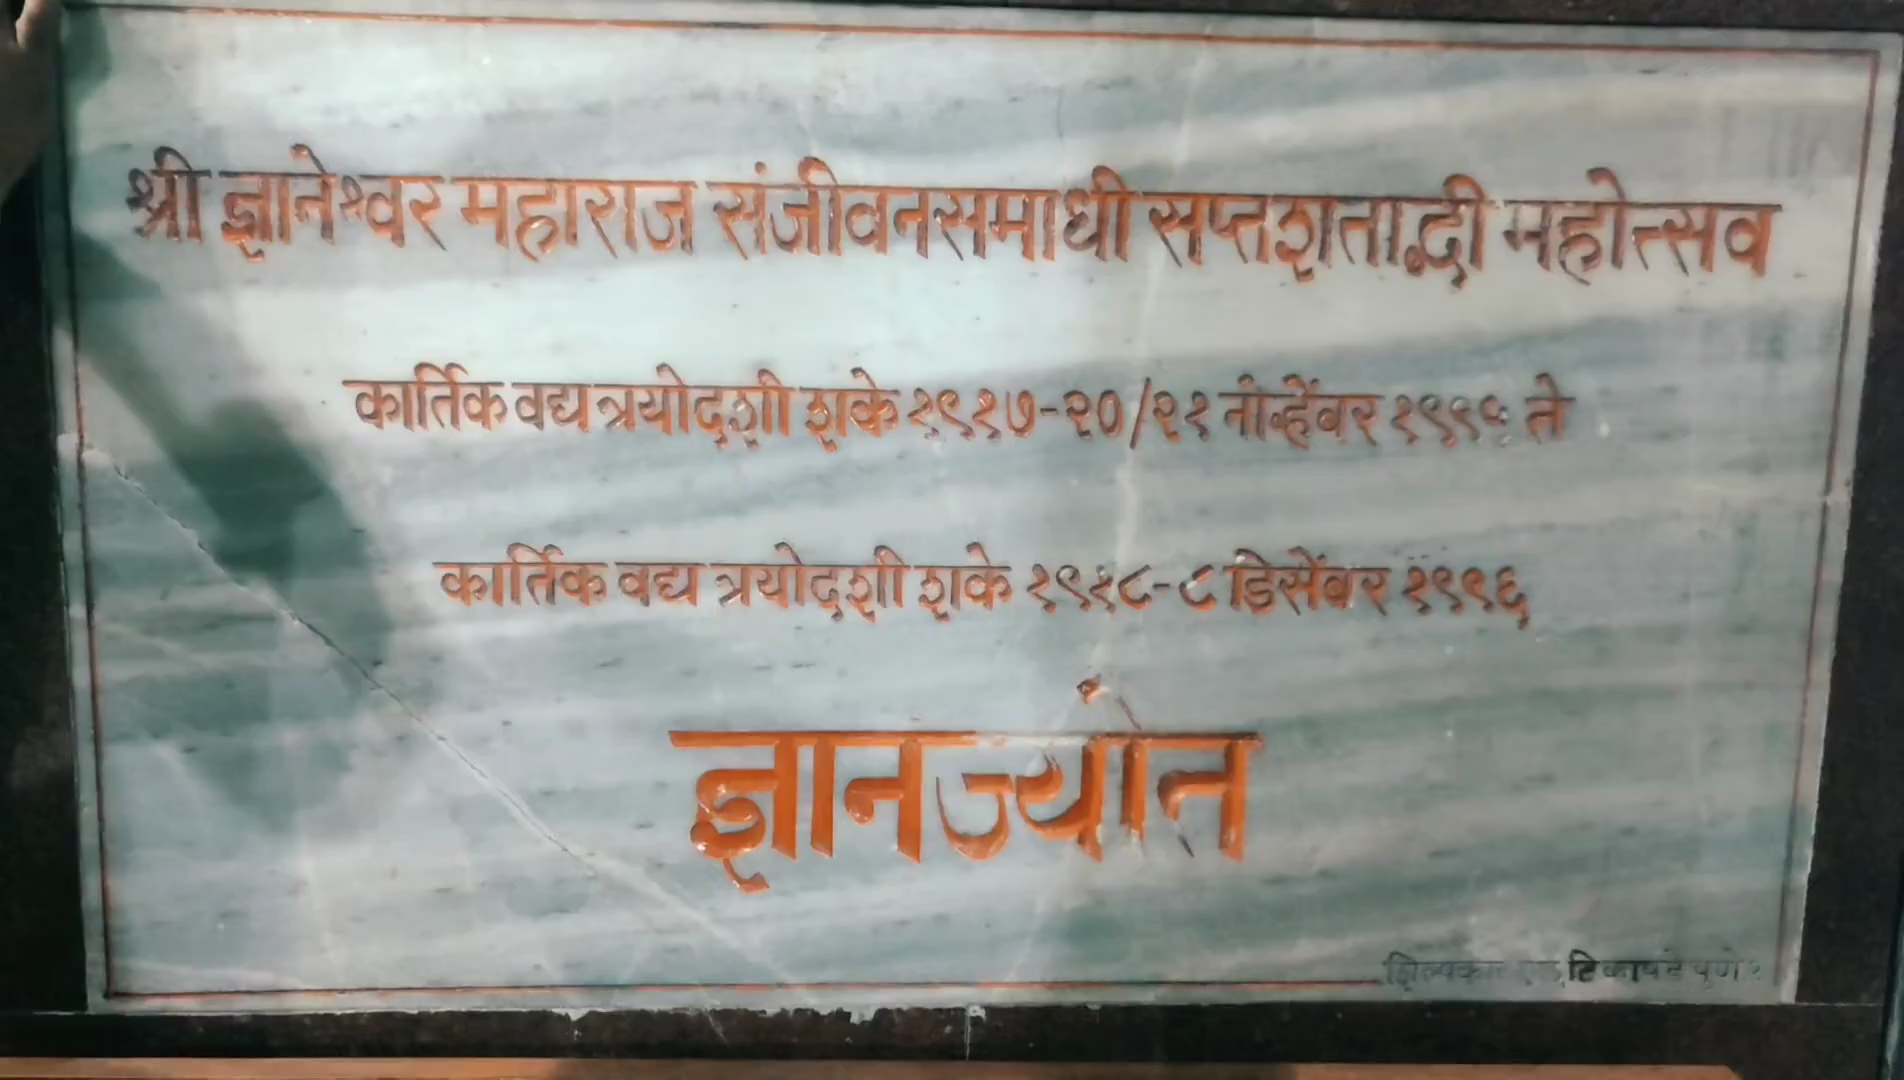 श्री ज्ञानेश्वर महाराज संजीवनसमाधी सप्तशताद्वी महोत्सव
कार्तिक वद्य त्रयोदशी शके १९१७-२०/२१ नोव्हेंबर १९९५ ते
कार्तिक वद्य त्रयोदशी शके १९१८-८ डिसेंबर १९९६
ज्ञानज्योत
शिल्पकार पुणे